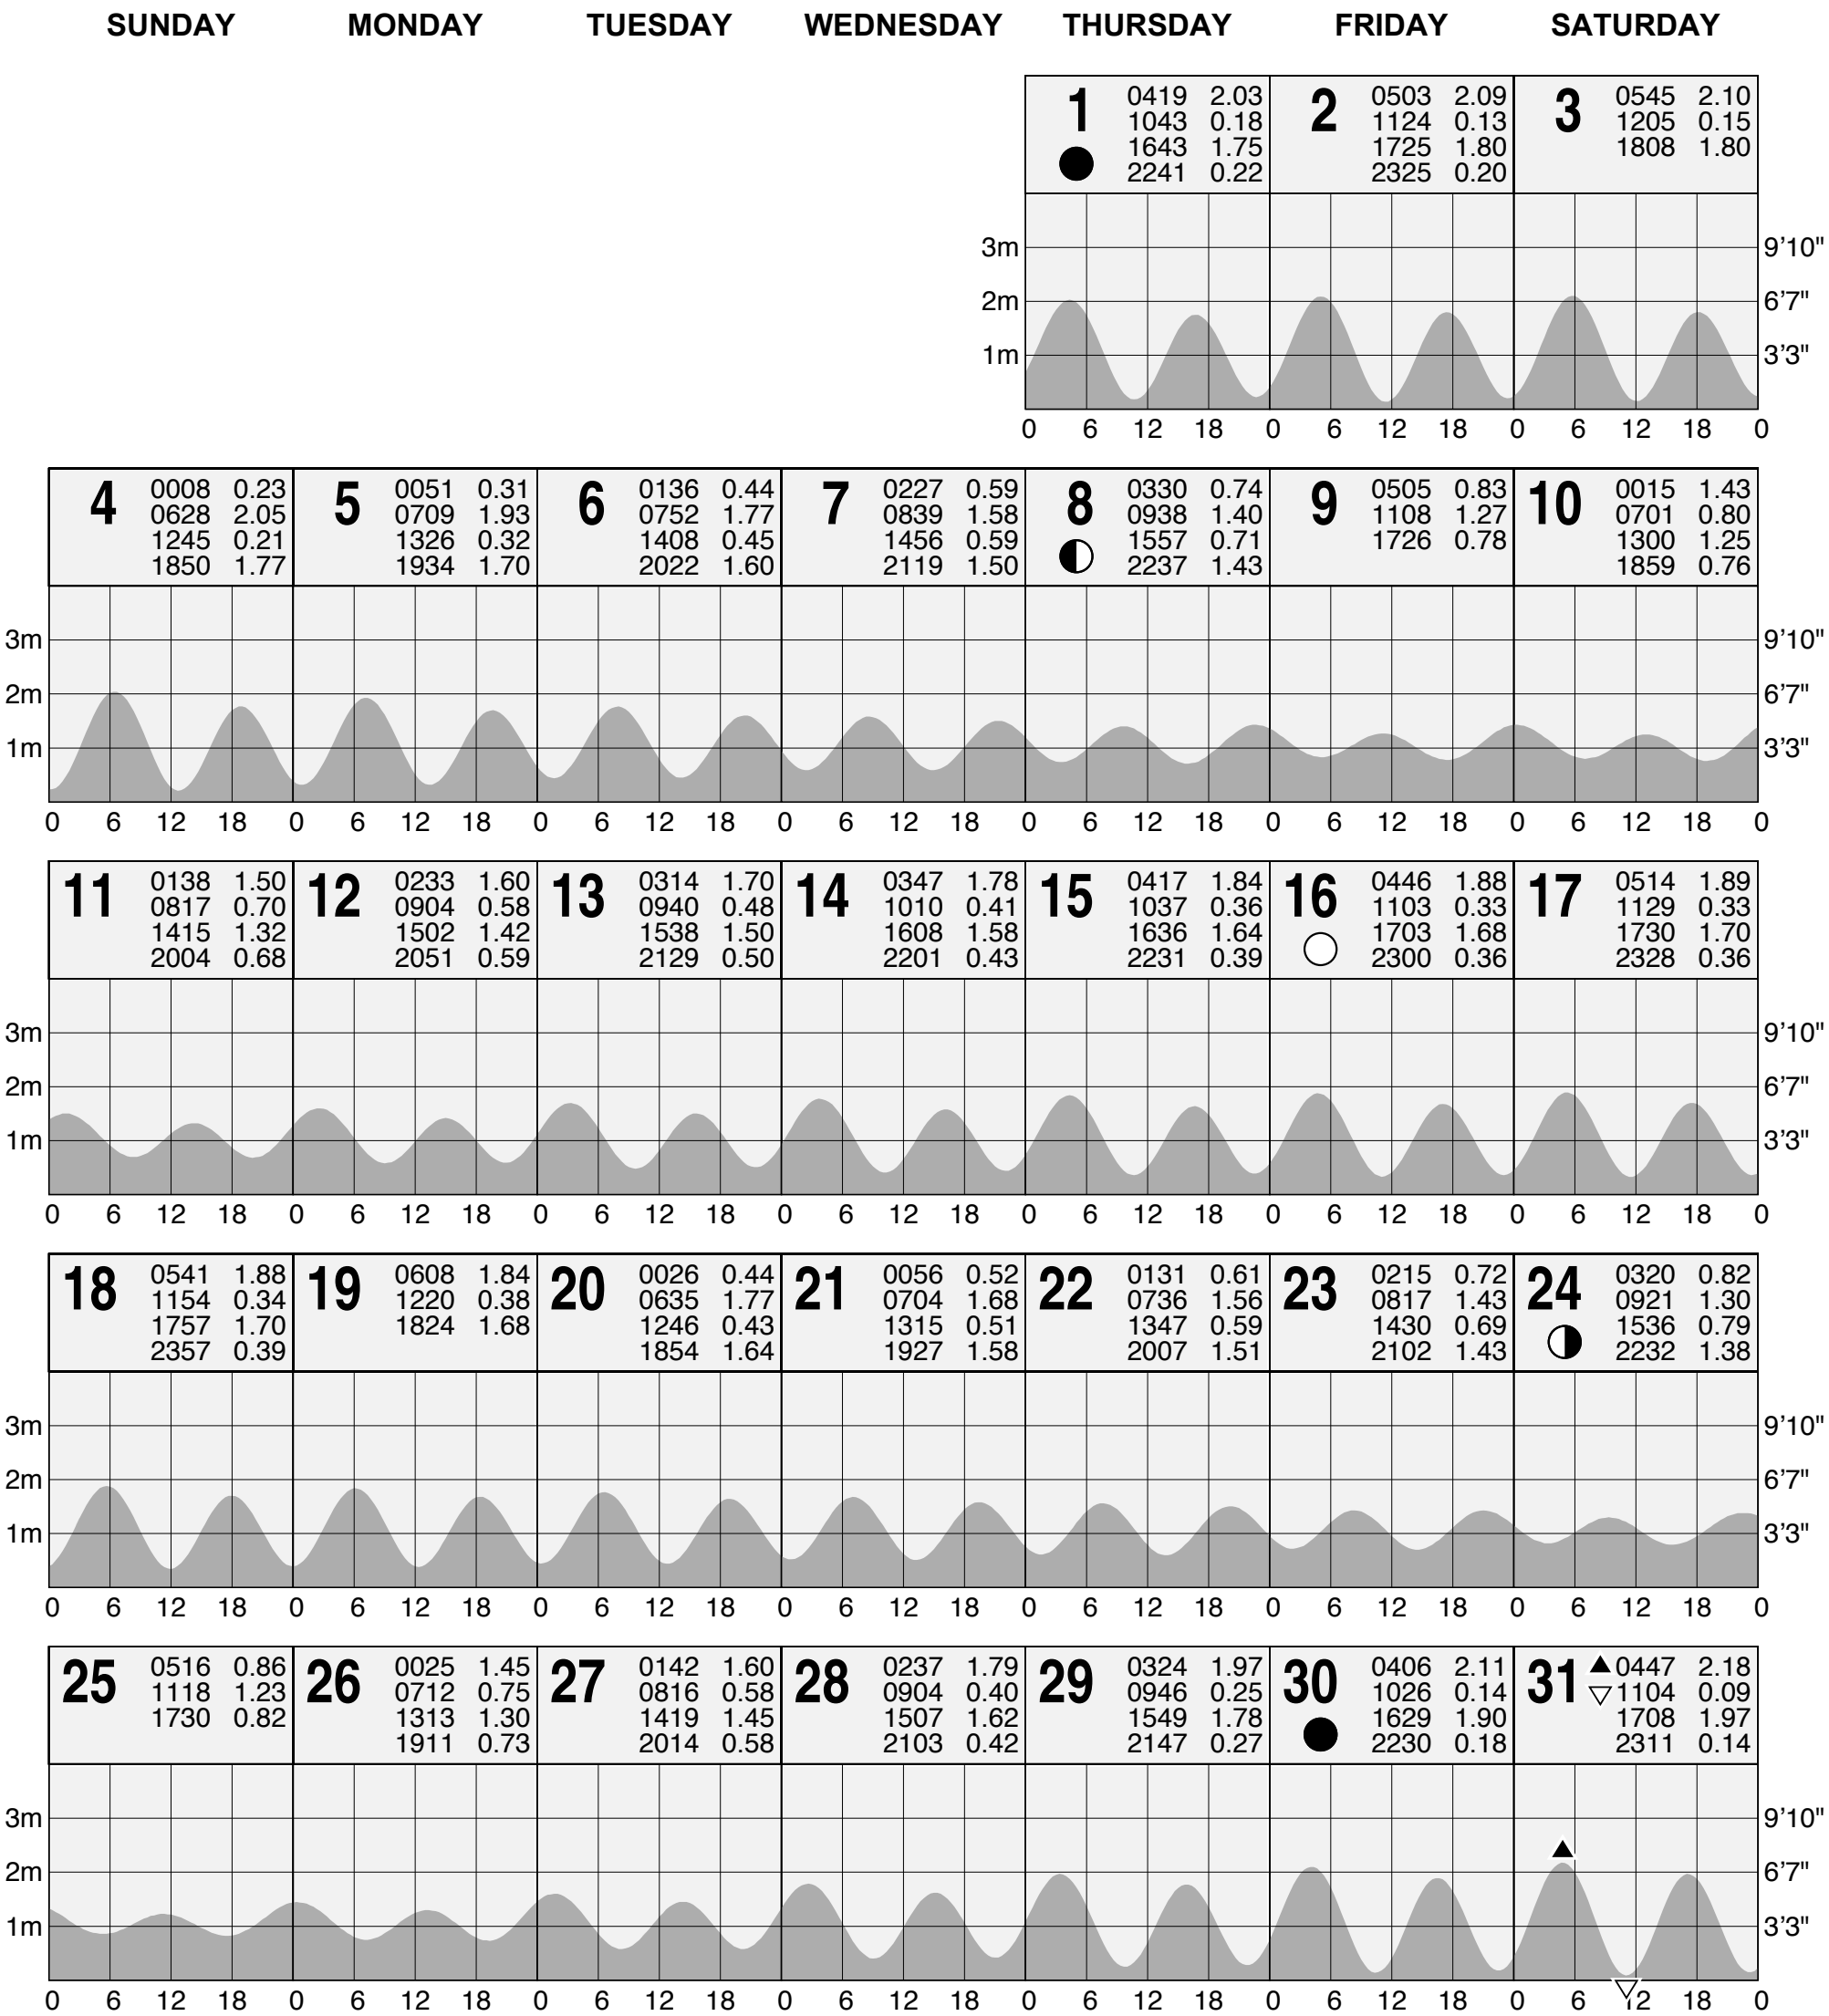 SUNDAY MONDAY TUESDAY WEDNESDAY THURSDAY FRIDAY SATURDAY
1 0419 2.03
1043 0.18
1643 1.75
2241 0.22
2 0503 2.09
1124 0.13
1725 1.80
2325 0.20
3 0545 2.10
1205 0.15
1808 1.80
3m 9'10"
2m 6'7"
1m 3'3"
0 6 12 18 0 6 12 18 0 6 12 18 0
4 0008 0.23
0628 2.05
1245 0.21
1850 1.77
5 0051 0.31
0709 1.93
1326 0.32
1934 1.70
6 0136 0.44
0752 1.77
1408 0.45
2022 1.60
7 0227 0.59
0839 1.58
1456 0.59
2119 1.50
8 0330 0.74
0938 1.40
1557 0.71
2237 1.43
9 0505 0.83
1108 1.27
1726 0.78
10 0015 1.43
0701 0.80
1300 1.25
1859 0.76
3m 9'10"
2m 6'7"
1m 3'3"
0 6 12 18 0 6 12 18 0 6 12 18 0 6 12 18 0 6 12 18 0 6 12 18 0 6 12 18 0
11 0138 1.50
0817 0.70
1415 1.32
2004 0.68
12 0233 1.60
0904 0.58
1502 1.42
2051 0.59
13 0314 1.70
0940 0.48
1538 1.50
2129 0.50
14 0347 1.78
1010 0.41
1608 1.58
2201 0.43
15 0417 1.84
1037 0.36
1636 1.64
2231 0.39
16 0446 1.88
1103 0.33
1703 1.68
2300 0.36
17 0514 1.89
1129 0.33
1730 1.70
2328 0.36
3m 9'10"
2m 6'7"
1m 3'3"
0 6 12 18 0 6 12 18 0 6 12 18 0 6 12 18 0 6 12 18 0 6 12 18 0 6 12 18 0
18 0541 1.88
1154 0.34
1757 1.70
2357 0.39
19 0608 1.84
1220 0.38
1824 1.68
20 0026 0.44
0635 1.77
1246 0.43
1854 1.64
21 0056 0.52
0704 1.68
1315 0.51
1927 1.58
22 0131 0.61
0736 1.56
1347 0.59
2007 1.51
23 0215 0.72
0817 1.43
1430 0.69
2102 1.43
24 0320 0.82
0921 1.30
1536 0.79
2232 1.38
3m 9'10"
2m 6'7"
1m 3'3"
0 6 12 18 0 6 12 18 0 6 12 18 0 6 12 18 0 6 12 18 0 6 12 18 0 6 12 18 0
25 0516 0.86
1118 1.23
1730 0.82
26 0025 1.45
0712 0.75
1313 1.30
1911 0.73
27 0142 1.60
0816 0.58
1419 1.45
2014 0.58
28 0237 1.79
0904 0.40
1507 1.62
2103 0.42
29 0324 1.97
0946 0.25
1549 1.78
2147 0.27
30 0406 2.11
1026 0.14
1629 1.90
2230 0.18
31 0447 2.18
1104 0.09
1708 1.97
2311 0.14
3m 9'10"
2m 6'7"
1m 3'3"
0 6 12 18 0 6 12 18 0 6 12 18 0 6 12 18 0 6 12 18 0 6 12 18 0 6 12 18 0